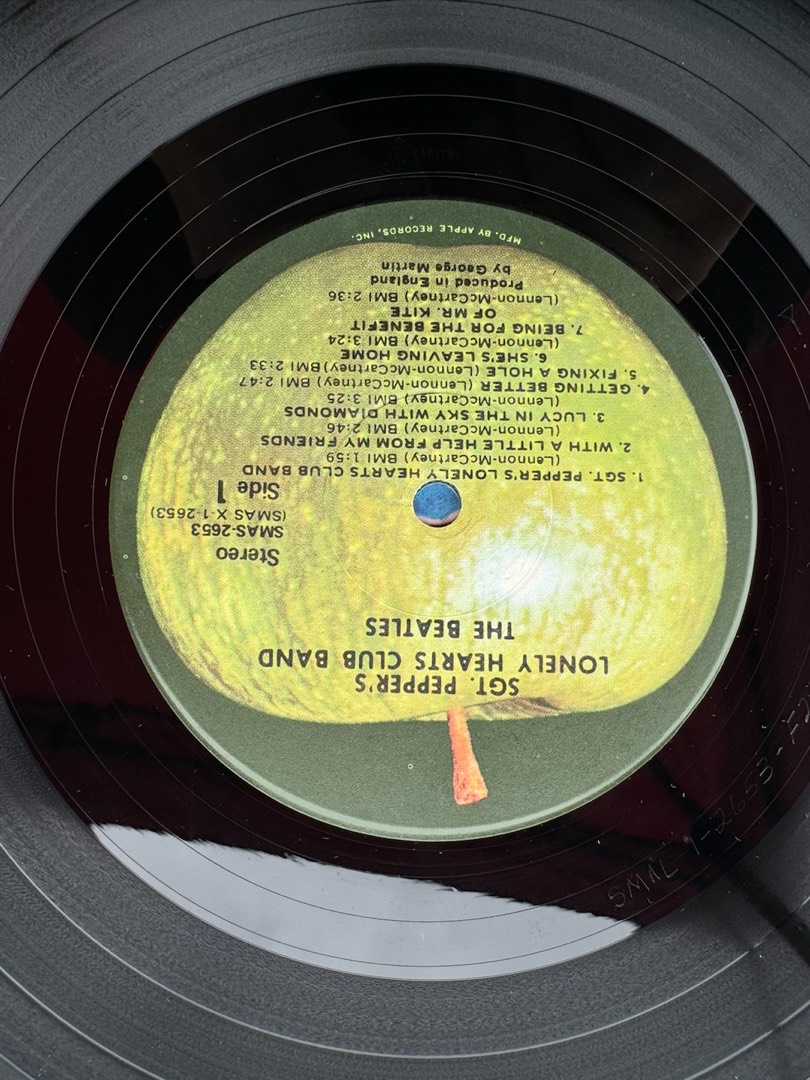 SGT. PEPPER'S
LONELY HEARTS CLUB BAND
THE BEATLES
Stereo
SMAS-2653
(SMAS X-1-2653)
Side 1
1. SGT. PEPPER'S LONELY HEARTS CLUB BAND
(Lennon-McCartney) BMI 1:59
2. WITH A LITTLE HELP FROM MY FRIENDS
(Lennon-McCartney) BMI 2:46
3. LUCY IN THE SKY WITH DIAMONDS
(Lennon-McCartney) BMI 3:25
4. GETTING BETTER (Lennon-McCartney) BMI 2:47
5. FIXING A HOLE (Lennon-McCartney) BMI 2:33
6. SHE'S LEAVING HOME
(Lennon-McCartney) BMI 3:24
7. BEING FOR THE BENEFIT
OF MR. KITE
(Lennon-McCartney) BMI 2:36
Produced in England
by George Martin
MFD. BY APPLE RECORDS, INC.
SMAL 1-2653-F2